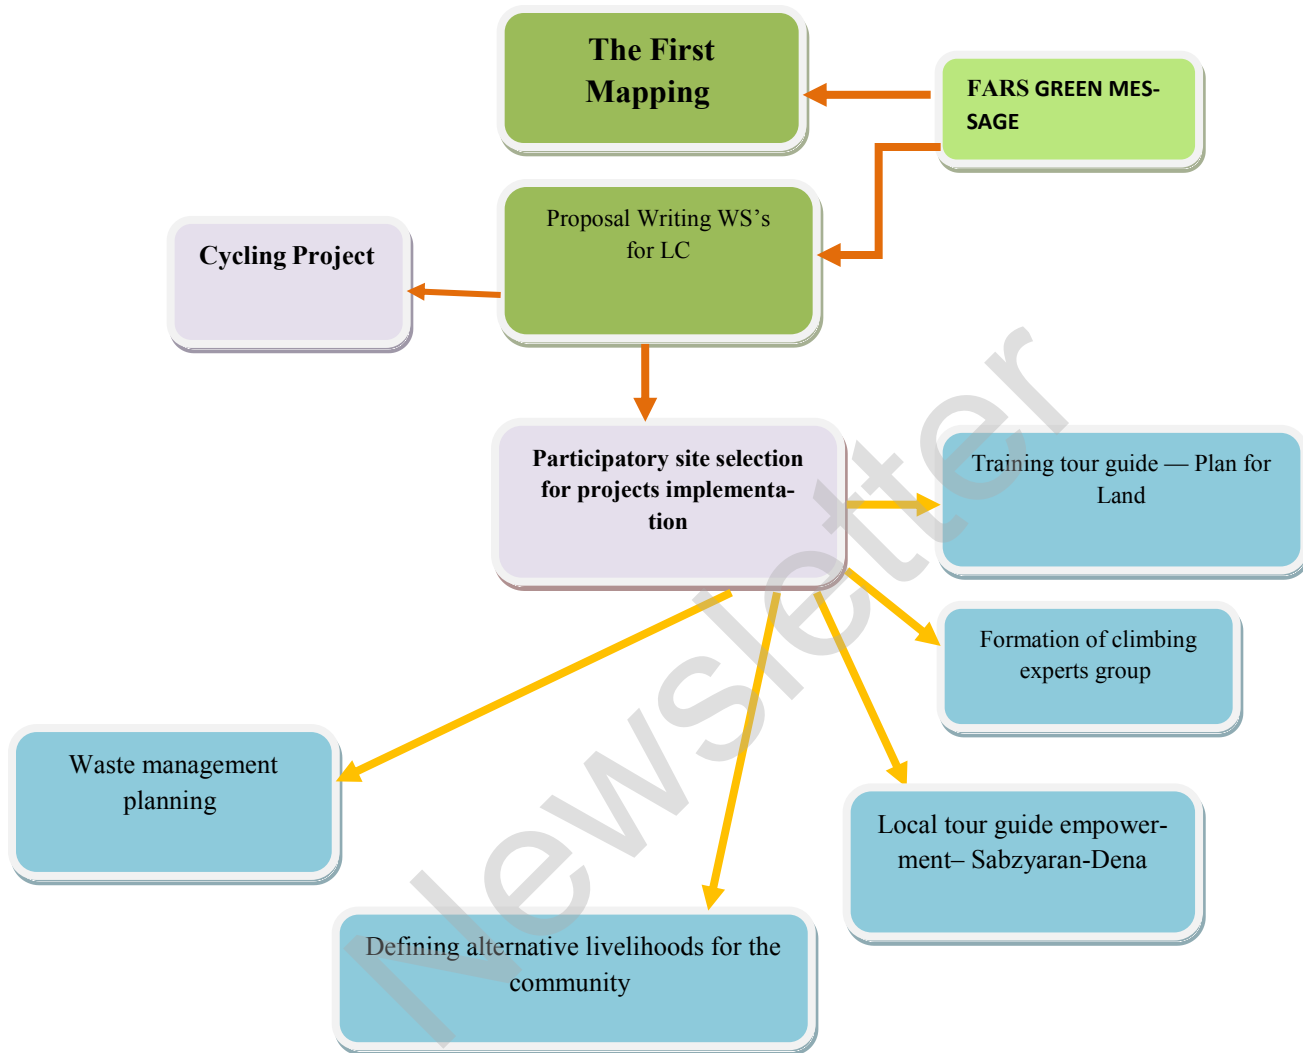 The First
Mapping
FARS GREEN MES-
SAGE
Proposal Writing WS’s
for LC
Cycling Project
Participatory site selection
for projects implementa-
tion
Training tour guide — Plan for
Land
Formation of climbing
experts group
Waste management
planning
Local tour guide empower-
ment– Sabzyaran-Dena
Defining alternative livelihoods for the
community
Newsletter